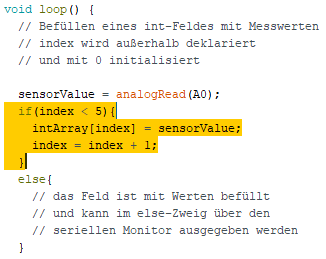 void loop() {
// Befüllen eines int-Feldes mit Messwerten
// index wird außerhalb deklariert
// und mit 0 initialisiert
sensorValue = analogRead(A0);
if(index < 5){
intArray[index] = sensorValue;
index = index + 1;
}
else{
// das Feld ist mit Werten befüllt
// und kann im else-Zweig über den
// seriellen Monitor ausgegeben werden
}